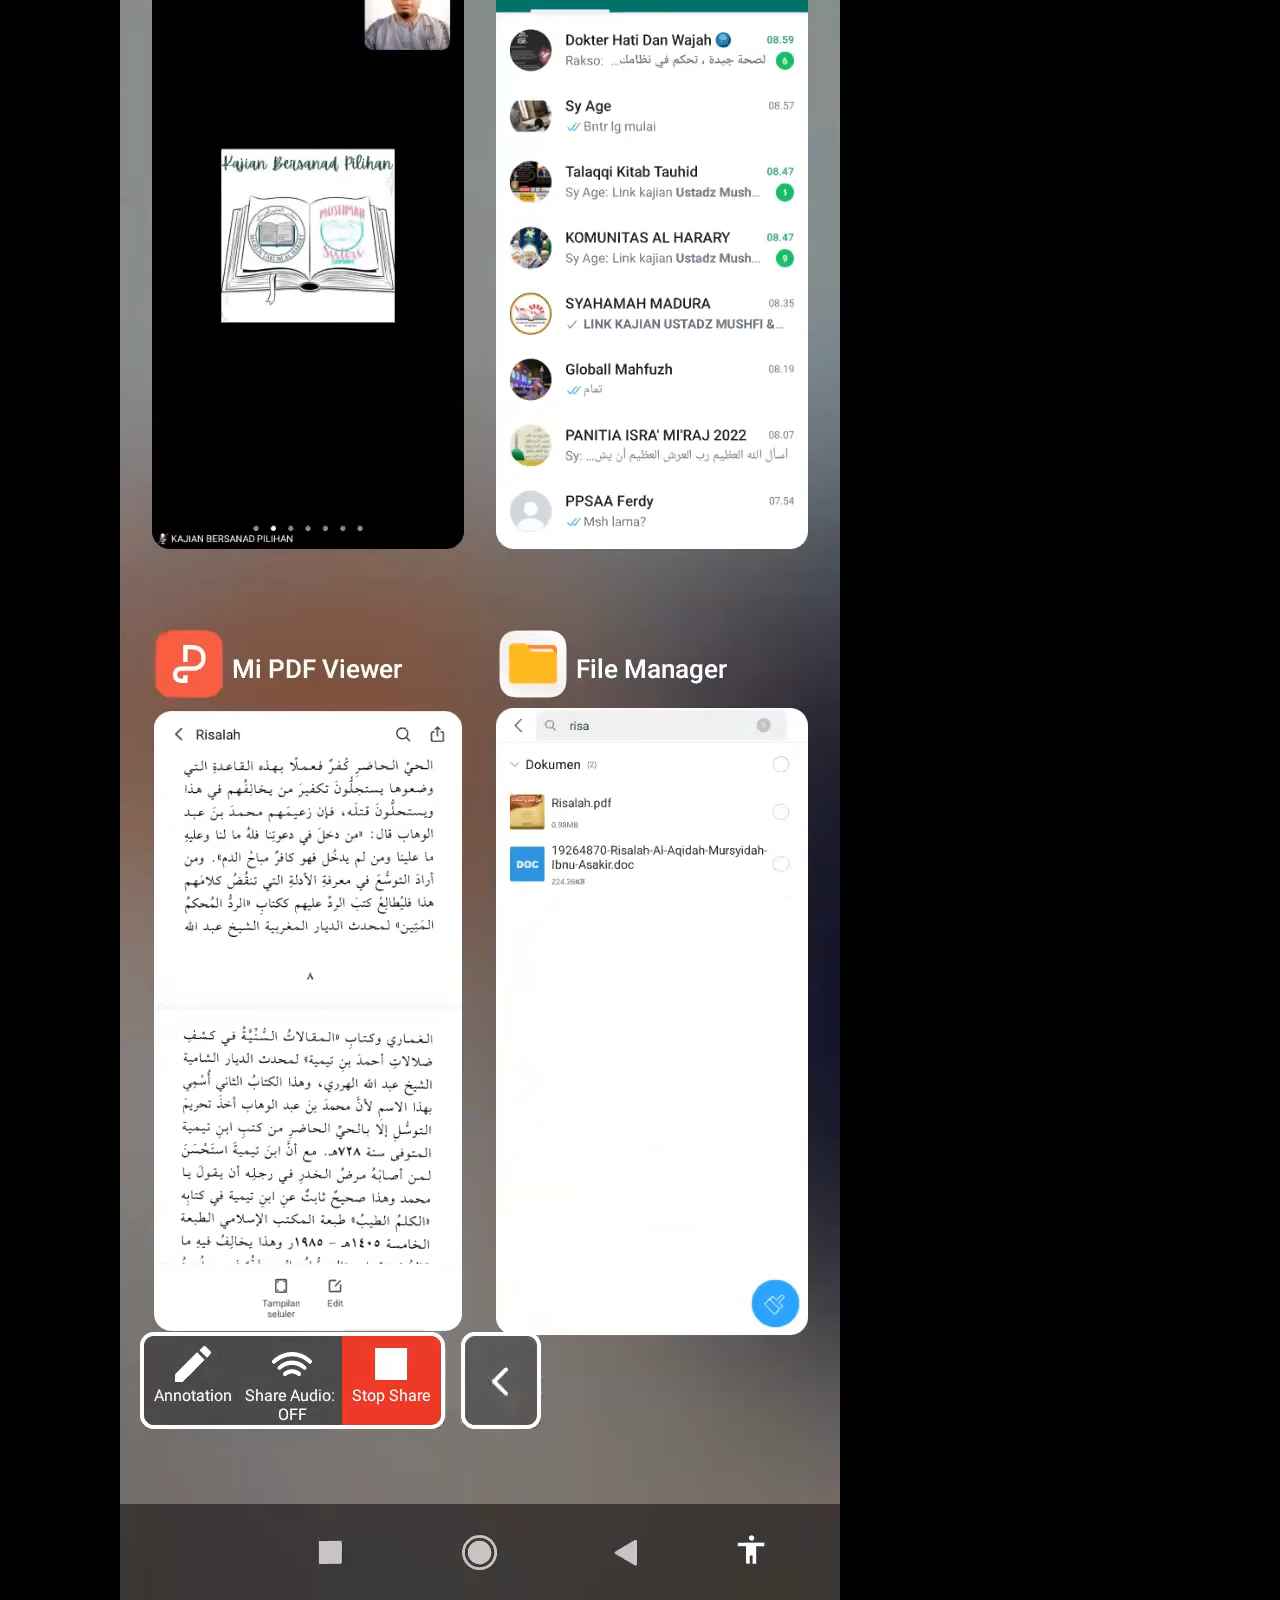 Kajian Bersanad Pilihan
MUSLIMAH
Sisters
KAJIAN BERSANAD PILIHAN
Dokter Hati Dan Wajah
08.59
Rakso: لصحة جيدة ، تحكم في نظامك...
6
Sy Age
08.57
Bntr lg mulai
Talaqqi Kitab Tauhid
08.47
Sy Age: Link kajian Ustadz Mush...
1
KOMUNITAS AL HARARY
08.47
Sy Age: Link kajian Ustadz Mush...
9
SYAHAMAH MADURA
08.35
LINK KAJIAN USTADZ MUSHFI &...
Globall Mahfuzh
08.19
تمام
PANITIA ISRA' MI'RAJ 2022
08.07
Sy: أسأل الله العظيم رب العرش العظيم أن يش...
PPSAA Ferdy
07.54
Msh lama?
Mi PDF Viewer
Risalah
الحيِّ الحاضرِ كُفرٌ فعملًا بهذه القاعدةِ التي
وضعوها يستحِلُّونَ تكفيرَ من يخالِفُهم في هذا
ويستحلُّونَ قتلَه، فإن زعيمَهم محمدَ بنَ عبد
الوهاب قال: «من دخلَ في دعوتِنا فلهُ ما لنا وعليهِ
ما علينا ومن لم يدخُل فهو كافرٌ مباحُ الدم». ومن
أرادَ التوسُّعَ في معرفةِ الأدلةِ التي تنقُضُ كلامَهم
هذا فليُطالِعْ كتبَ الردِّ عليهم ككتابِ «الردُّ المُحكمُ
المَتِين» لمحدث الديار المغربية الشيخ عبد الله
٨
الغماري وكتابِ «المقالاتُ السُّنِّيَّةُ في كشفِ
ضلالاتِ أحمدَ بنِ تيمية» لمحدث الديار الشامية
الشيخ عبد الله الهرري، وهذا الكتابُ الثاني أُسْمِي
بهذا الاسمِ لأنَّ محمدَ بنَ عبد الوهاب أخذَ تحريمَ
التوسُّلِ إلا بالحيِّ الحاضرِ من كتبِ ابنِ تيمية
المتوفى سنة ٧٢٨هـ. مع أنَّ ابنَ تيميةَ استَحْسَنَ
لمن أصابَهُ مرضُ الخدرِ في رجلِه أن يقولَ يا
محمد وهذا صحيحٌ ثابتٌ عنِ ابنِ تيمية في كتابِه
«الكلمُ الطيبُ» طبعة المكتب الإسلامي الطبعة
الخامسة ١٤٠٥هـ – ١٩٨٥ر وهذا يخالِفُ فيهِ ما
Tampilan seluler
Edit
File Manager
risa
Dokumen (2)
Risalah.pdf
0.98MB
DOC
19264870-Risalah-Al-Aqidah-Mursyidah-
Ibnu-Asakir.doc
224.26KB
Annotation
Share Audio:
OFF
Stop Share